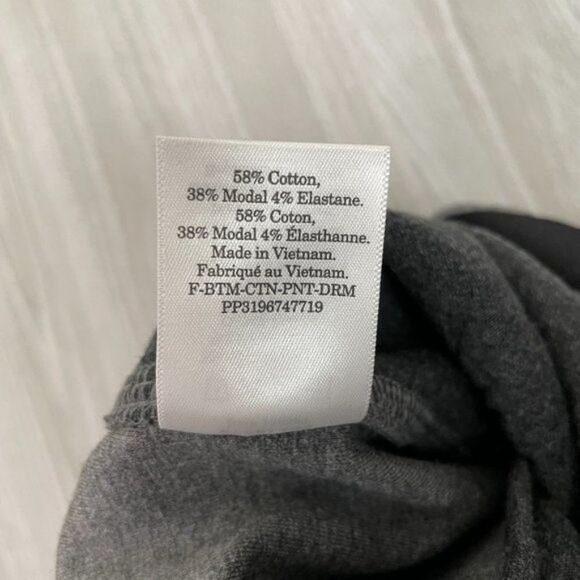 58% Cotton,
38% Modal 4% Elastane.
58% Coton,
38% Modal 4% Élasthanne.
Made in Vietnam.
Fabriqué au Vietnam.
F-BTM-CTN-PNT-DRM
PP3196747719